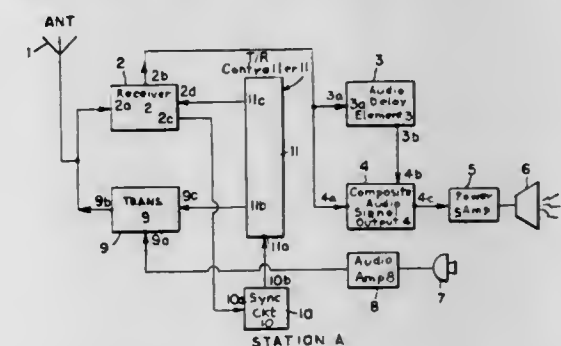 ANT
1
2
2b
T/R
Controller 11
11
3
Receiver
2
2a
2d
2c
11c
3a
3a
Audio
Delay
Element 3
3b
11
4
4b
5
6
9b
TRANS
9
9c
11b
4a
Composite
Audio
Signal
Output 4
4c
Power
5 Amp
9
9a
11a
10b
Audio
Amp 8
8
7
10a
Sync
CKT
10
10
STATION A